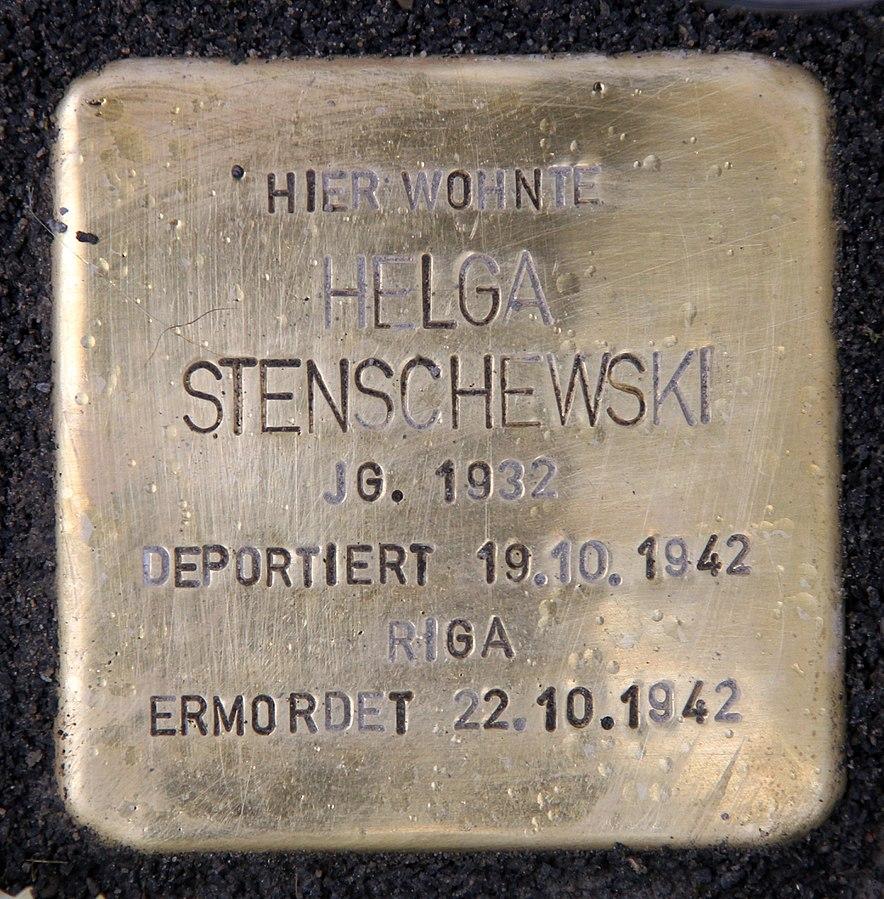 HIER WOHNTE
HELGA
STENSCHEWSKI
JG. 1932
DEPORTIERT 19.10.1942
RIGA
ERMORDET 22.10.1942